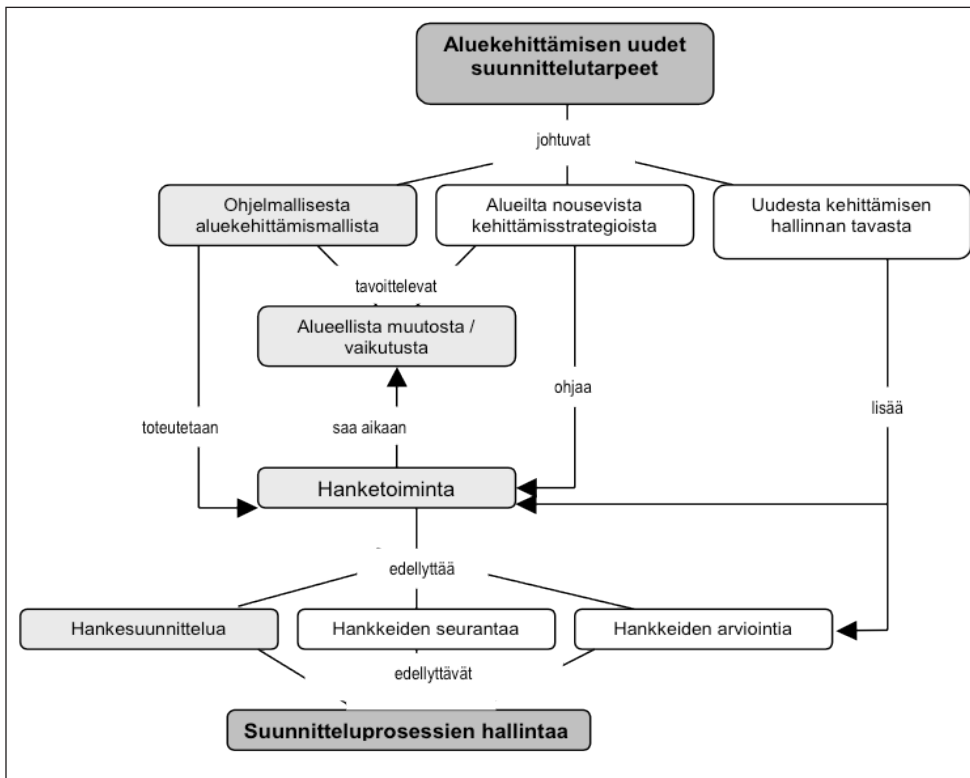 Aluekehittämisen uudet
suunnittelutarpeet
johtuvat
Ohjelmallisesta
aluekehittämismallista
Alueilta nousevista
kehittämisstrategioista
Uudesta kehittämisen
hallinnan tavasta
tavoittelevat
Alueellista muutosta /
vaikutusta
ohjaa
lisää
toteutetaan
saa aikaan
Hanketoiminta
edellyttää
Hankesuunnittelua
Hankkeiden seurantaa
Hankkeiden arviointia
edellyttävät
Suunnitteluprosessien hallintaa